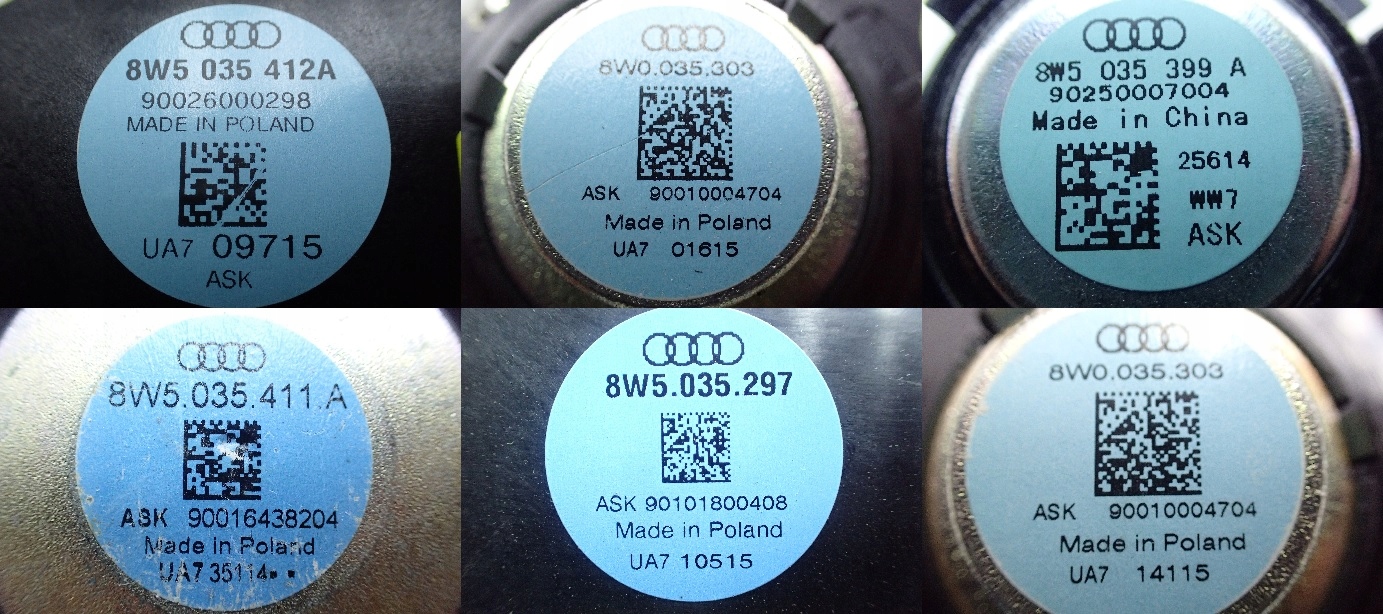 8W5 035 412A
90026000298
MADE IN POLAND
UA7 09715
ASK
8W0.035.303
ASK 90010004704
Made in Poland
UA7 01615
8W5 035 399 A
90250007004
Made in China
25614
WW7
ASK
8W5.035.411.A
ASK 90016438204
Made in Poland
UA7 35114
8W5.035.297
ASK 90101800408
Made in Poland
UA7 10515
8W0.035.303
ASK 90010004704
Made in Poland
UA7 14115